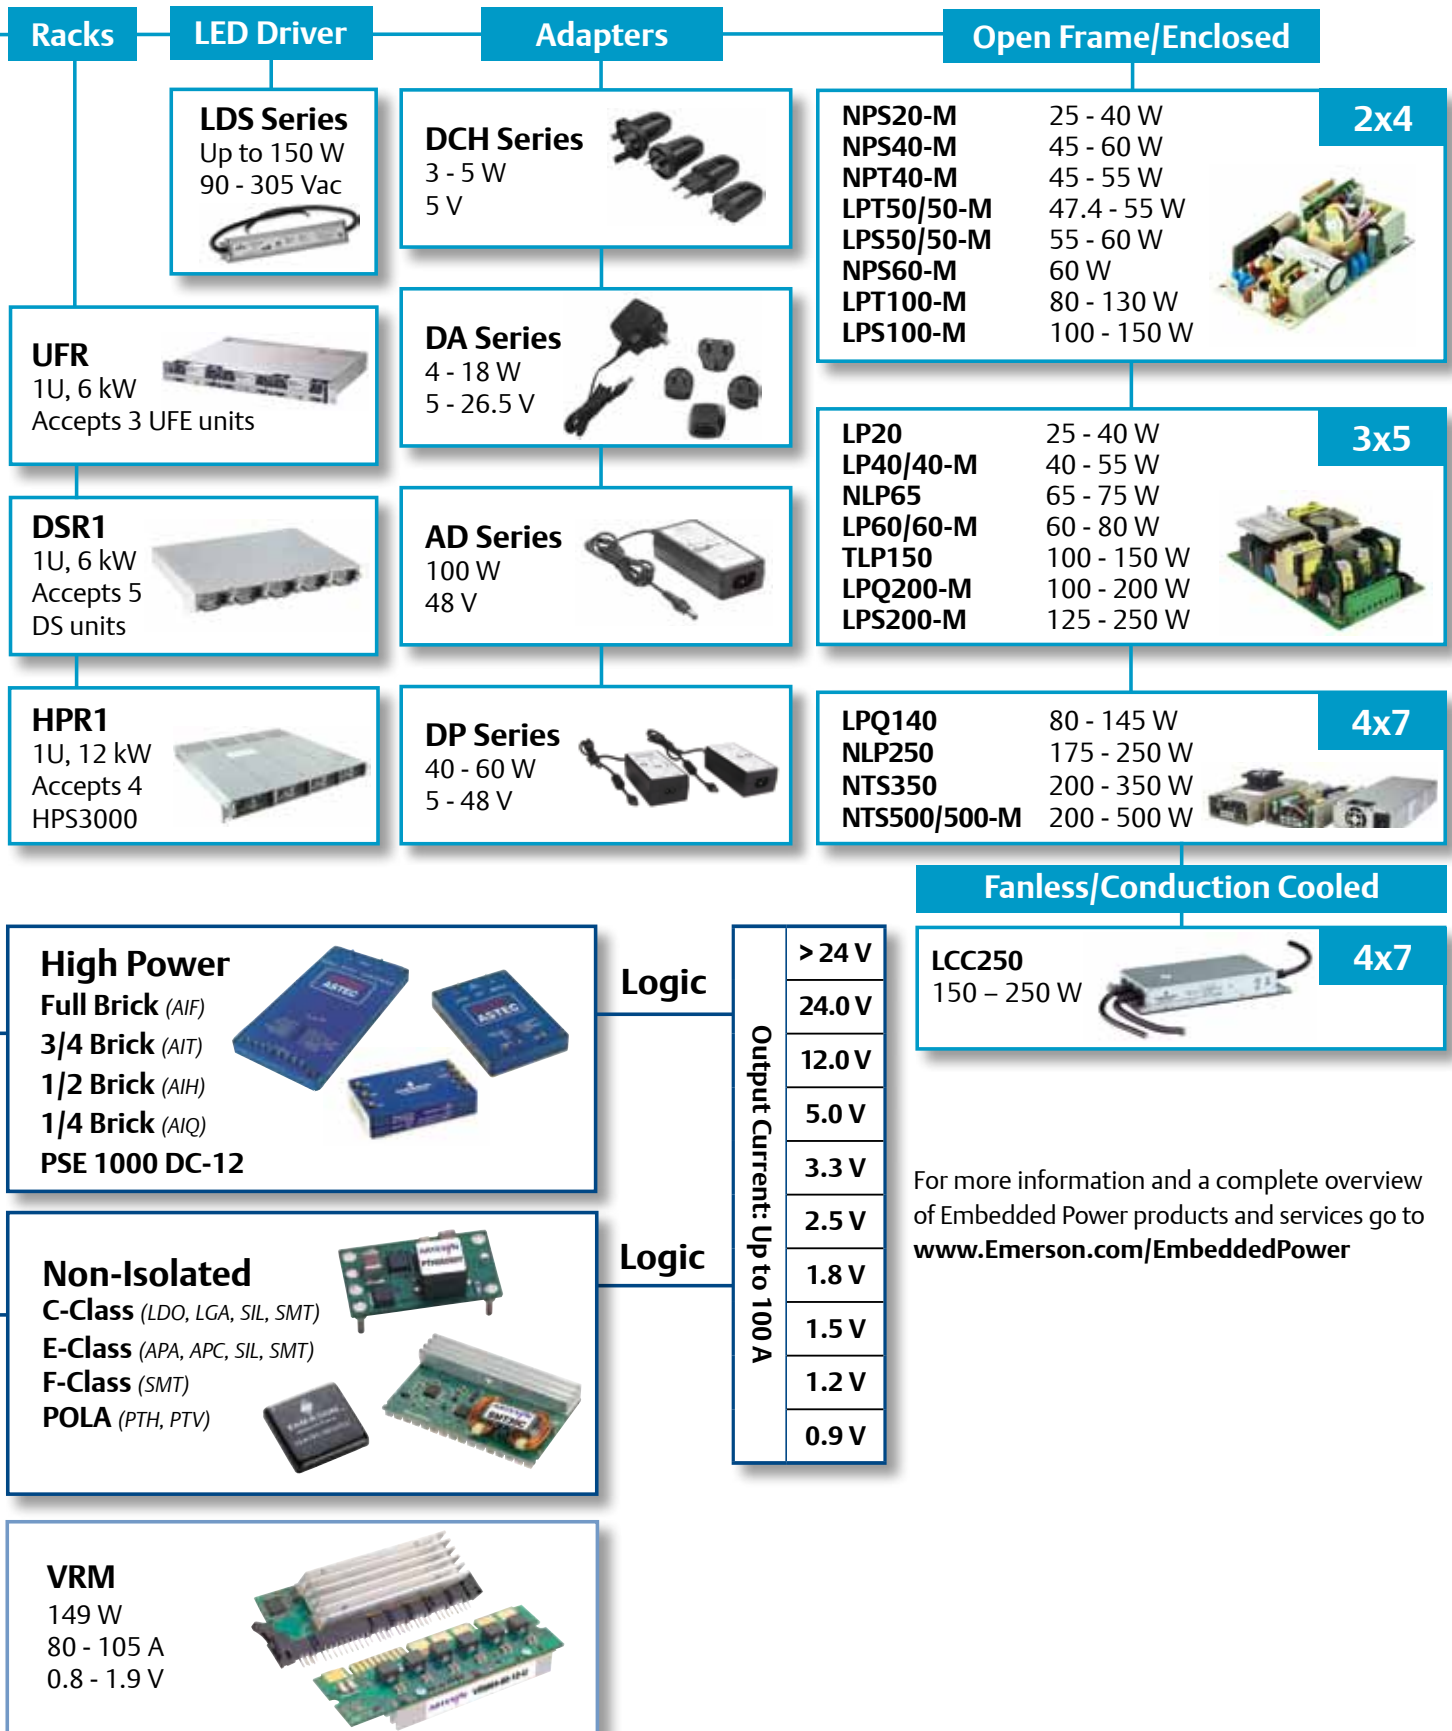 Racks
LED Driver
Adapters
Open Frame/Enclosed
LDS Series
Up to 150 W
90 - 305 Vac
UFR
1U, 6 kW
Accepts 3 UFE units
DSR1
1U, 6 kW
Accepts 5
DS units
HPR1
1U, 12 kW
Accepts 4
HPS3000
DCH Series
3 - 5 W
5 V
DA Series
4 - 18 W
5 - 26.5 V
AD Series
100 W
48 V
DP Series
40 - 60 W
5 - 48 V
2x4
NPS20-M 25 - 40 W
NPS40-M 45 - 60 W
NPT40-M 45 - 55 W
LPT50/50-M 47.4 - 55 W
LPS50/50-M 55 - 60 W
NPS60-M 60 W
LPT100-M 80 - 130 W
LPS100-M 100 - 150 W
3x5
LP20 25 - 40 W
LP40/40-M 40 - 55 W
NLP65 65 - 75 W
LP60/60-M 60 - 80 W
TLP150 100 - 150 W
LPQ200-M 100 - 200 W
LPS200-M 125 - 250 W
4x7
LPQ140 80 - 145 W
NLP250 175 - 250 W
NTS350 200 - 350 W
NTS500/500-M 200 - 500 W
Fanless/Conduction Cooled
4x7
LCC250
150 – 250 W
High Power
Full Brick (AIF)
3/4 Brick (AIT)
1/2 Brick (AIH)
1/4 Brick (AIQ)
PSE 1000 DC-12
ASTEC
ASTEC
Logic
Non-Isolated
C-Class (LDO, LGA, SIL, SMT)
E-Class (APA, APC, SIL, SMT)
F-Class (SMT)
POLA (PTH, PTV)
Logic
Output Current: Up to 100 A
> 24 V
24.0 V
12.0 V
5.0 V
3.3 V
2.5 V
1.8 V
1.5 V
1.2 V
0.9 V
For more information and a complete overview
of Embedded Power products and services go to
www.Emerson.com/EmbeddedPower
VRM
149 W
80 - 105 A
0.8 - 1.9 V